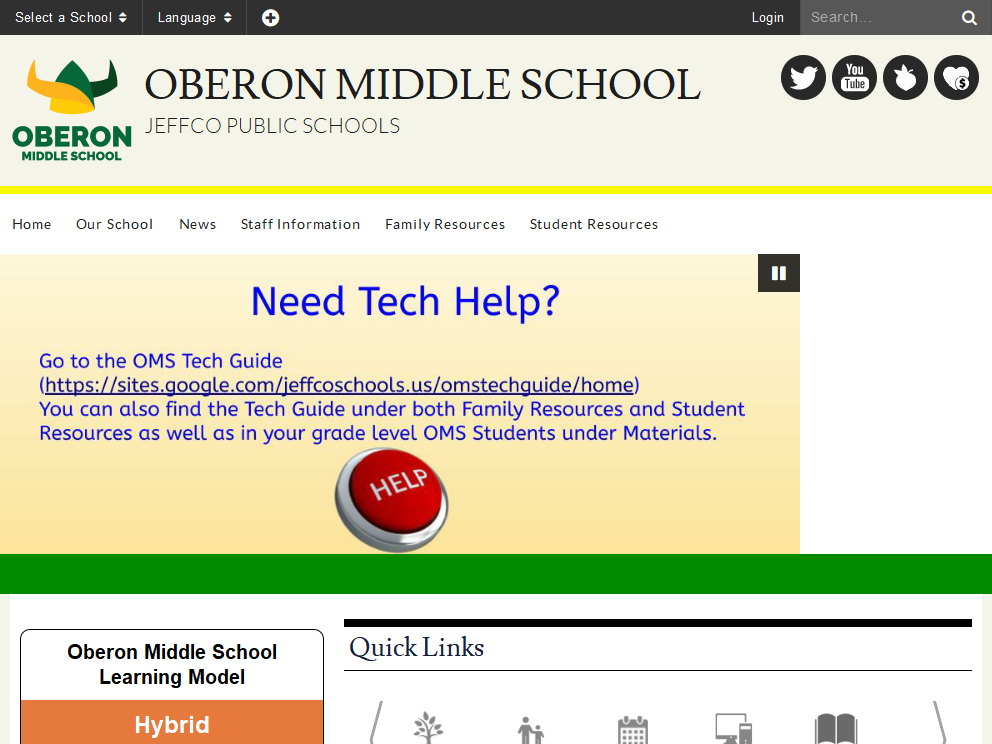 Select a School
Language
Login
Search...
OBERON
MIDDLE SCHOOL
OBERON MIDDLE SCHOOL
JEFFCO PUBLIC SCHOOLS
You
Tube
$
Home
Our School
News
Staff Information
Family Resources
Student Resources
Need Tech Help?
Go to the OMS Tech Guide
(https://sites.google.com/jeffcoschools.us/omstechguide/home)
You can also find the Tech Guide under both Family Resources and Student
Resources as well as in your grade level OMS Students under Materials.
HELP
Oberon Middle School
Learning Model
Hybrid
Quick Links